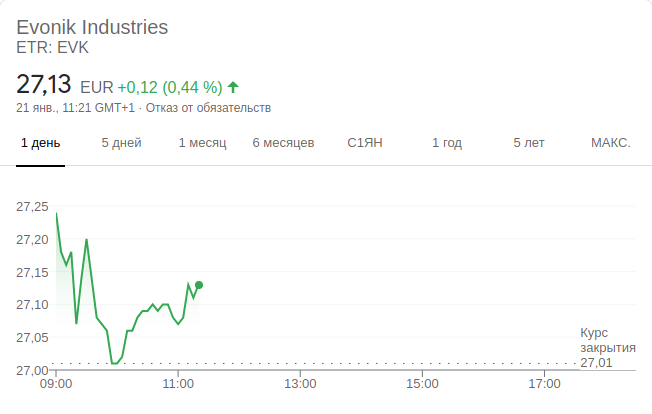 Evonik Industries
ETR: EVK
27,13 EUR +0,12 (0,44 %)
21 янв., 11:21 GMT+1 · Отказ от обязательств
1 день 5 дней 1 месяц 6 месяцев С1ЯН 1 год 5 лет МАКС.
27,25
27,20
27,15
27,10
27,05
27,00
Курс
закрытия
27,01
09:00 11:00 13:00 15:00 17:00